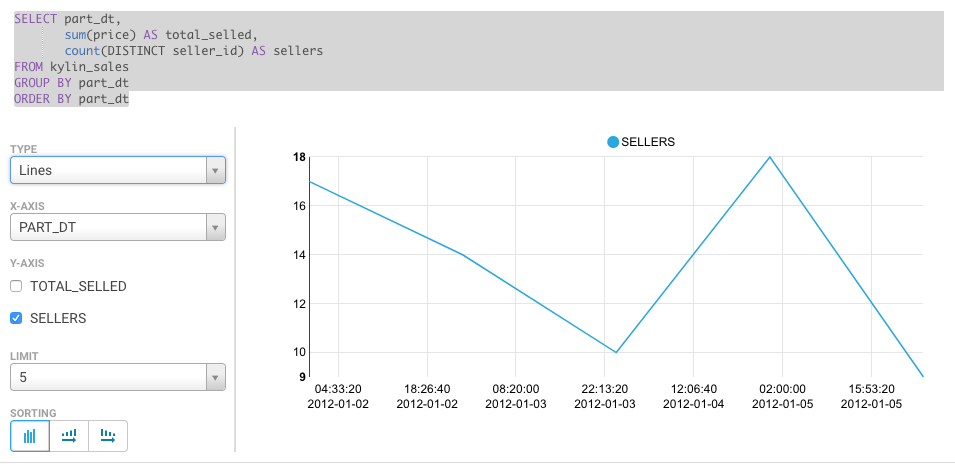 SELECT part_dt,
sum(price) AS total_selled,
count(DISTINCT seller_id) AS sellers
FROM kylin_sales
GROUP BY part_dt
ORDER BY part_dt
TYPE
Lines
X-AXIS
PART_DT
Y-AXIS
TOTAL_SELLED
SELLERS
LIMIT
5
SORTING
SELLERS
18
16
14
12
10
9
04:33:20 18:26:40 08:20:00 22:13:20 12:06:40 02:00:00 15:53:20
2012-01-02 2012-01-02 2012-01-03 2012-01-03 2012-01-04 2012-01-05 2012-01-05